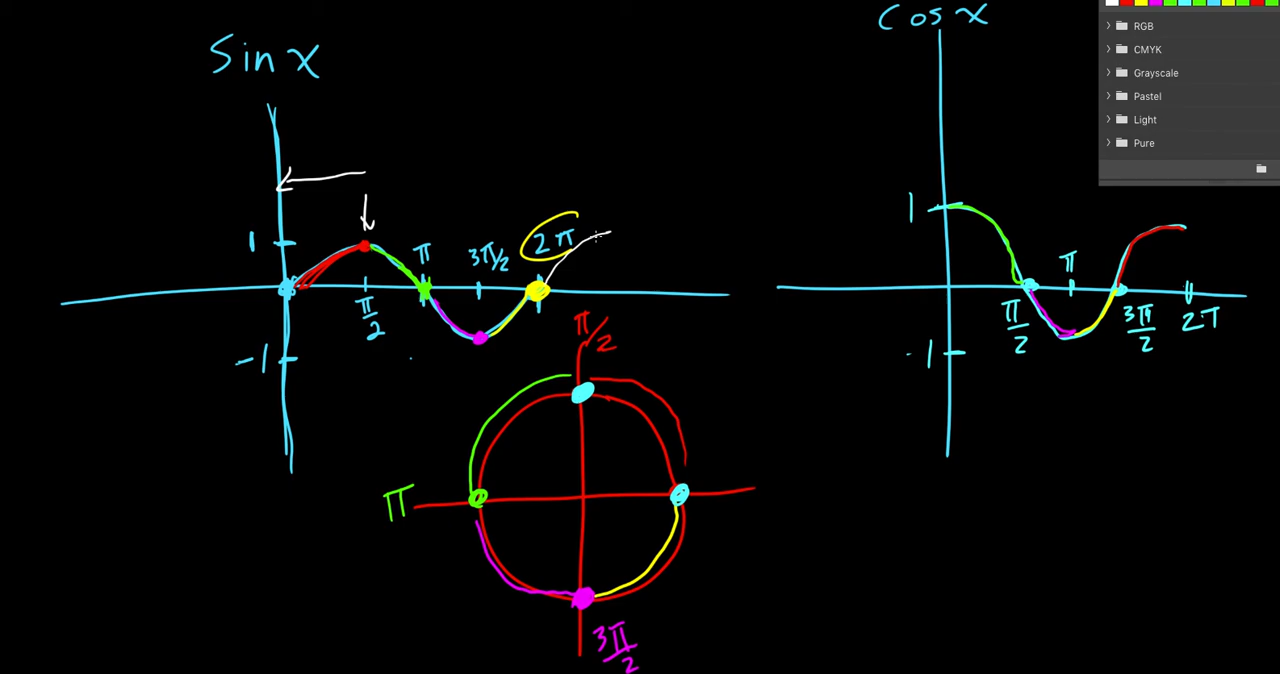 Sin x
1
π
3π/2
2π
π/2
-1
π/2
π
3π/2
Cos x
1
π
π/2
3π/2
2π
-1
RGB
CMYK
Grayscale
Pastel
Light
Pure